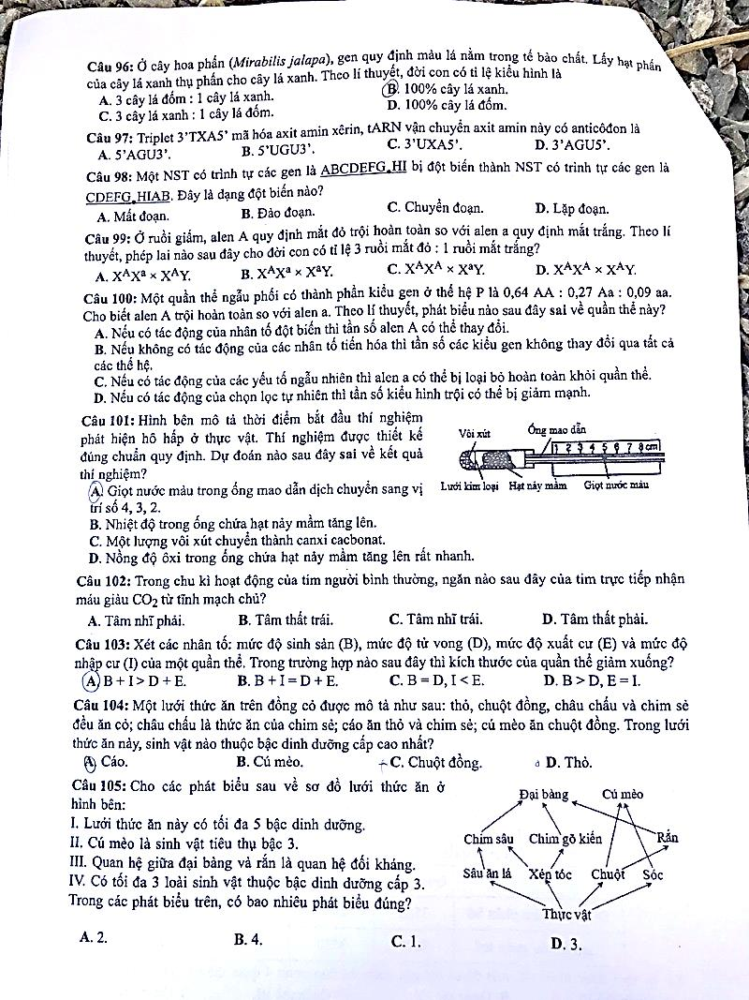 Câu 96: Ở cây hoa phấn (Mirabilis jalapa), gen quy định màu lá nằm trong tế bào chất. Lấy hạt phấn
của cây lá xanh thụ phấn cho cây lá xanh. Theo lí thuyết, đời con có tỉ lệ kiểu hình là
A. 3 cây lá đốm : 1 cây lá xanh. B. 100% cây lá xanh.
C. 3 cây lá xanh : 1 cây lá đốm. D. 100% cây lá đốm.
Câu 97: Triplet 3’TXA5’ mã hóa axit amin xêrin, tARN vận chuyển axit amin này có anticôđon là
A. 5’AGU3’. B. 5’UGU3’. C. 3’UXA5’. D. 3’AGU5’.
Câu 98: Một NST có trình tự các gen là ABCDEFG•HI bị đột biến thành NST có trình tự các gen là
CDEFG•HIAB. Đây là dạng đột biến nào?
A. Mất đoạn. B. Đảo đoạn. C. Chuyển đoạn. D. Lặp đoạn.
Câu 99: Ở ruồi giấm, alen A quy định mắt đỏ trội hoàn toàn so với alen a quy định mắt trắng. Theo lí
thuyết, phép lai nào sau đây cho đời con có tỉ lệ 3 ruồi mắt đỏ : 1 ruồi mắt trắng?
A. XᴬXᵃ × XᴬY. B. XᴬXᵃ × XᵃY. C. XᴬXᴬ × XᵃY. D. XᴬXᴬ × XᴬY.
Câu 100: Một quần thể ngẫu phối có thành phần kiểu gen ở thế hệ P là 0,64 AA : 0,27 Aa : 0,09 aa.
Cho biết alen A trội hoàn toàn so với alen a. Theo lí thuyết, phát biểu nào sau đây sai về quần thể này?
A. Nếu có tác động của nhân tố đột biến thì tần số alen A có thể thay đổi.
B. Nếu không có tác động của các nhân tố tiến hóa thì tần số các kiểu gen không thay đổi qua tất cả
các thế hệ.
C. Nếu có tác động của các yếu tố ngẫu nhiên thì alen a có thể bị loại bỏ hoàn toàn khỏi quần thể.
D. Nếu có tác động của chọn lọc tự nhiên thì tần số kiểu hình trội có thể bị giảm mạnh.
Câu 101: Hình bên mô tả thời điểm bắt đầu thí nghiệm
phát hiện hô hấp ở thực vật. Thí nghiệm được thiết kế
đúng chuẩn quy định. Dự đoán nào sau đây sai về kết quả
thí nghiệm?
A. Giọt nước màu trong ống mao dẫn dịch chuyển sang vị
trí số 4, 3, 2.
B. Nhiệt độ trong ống chứa hạt nảy mầm tăng lên.
C. Một lượng vôi xút chuyển thành canxi cacbonat.
D. Nồng độ ôxi trong ống chứa hạt nảy mầm tăng lên rất nhanh.
Vôi xút Ống mao dẫn
1 2 3 4 5 6 7 8 cm
Lưới kim loại Hạt nảy mầm Giọt nước màu
Câu 102: Trong chu kì hoạt động của tim người bình thường, ngăn nào sau đây của tim trực tiếp nhận
máu giàu CO₂ từ tĩnh mạch chủ?
A. Tâm nhĩ phải. B. Tâm thất trái. C. Tâm nhĩ trái. D. Tâm thất phải.
Câu 103: Xét các nhân tố: mức độ sinh sản (B), mức độ tử vong (D), mức độ xuất cư (E) và mức độ
nhập cư (I) của một quần thể. Trong trường hợp nào sau đây thì kích thước của quần thể giảm xuống?
A. B + I > D + E. B. B + I = D + E. C. B = D, I < E. D. B > D, E = I.
Câu 104: Một lưới thức ăn trên đồng cỏ được mô tả như sau: thỏ, chuột đồng, châu chấu và chim sẻ
đều ăn cỏ; châu chấu là thức ăn của chim sẻ; cáo ăn thỏ và chim sẻ; cú mèo ăn chuột đồng. Trong lưới
thức ăn này, sinh vật nào thuộc bậc dinh dưỡng cấp cao nhất?
A. Cáo. B. Cú mèo. C. Chuột đồng. D. Thỏ.
Câu 105: Cho các phát biểu sau về sơ đồ lưới thức ăn ở
hình bên:
I. Lưới thức ăn này có tối đa 5 bậc dinh dưỡng.
II. Cú mèo là sinh vật tiêu thụ bậc 3.
III. Quan hệ giữa đại bàng và rắn là quan hệ đối kháng.
IV. Có tối đa 3 loài sinh vật thuộc bậc dinh dưỡng cấp 3.
Trong các phát biểu trên, có bao nhiêu phát biểu đúng?
Đại bàng Cú mèo
Chim sâu Chim gõ kiến Rắn
Sâu ăn lá Xén tóc Chuột Sóc
Thực vật
A. 2. B. 4. C. 1. D. 3.